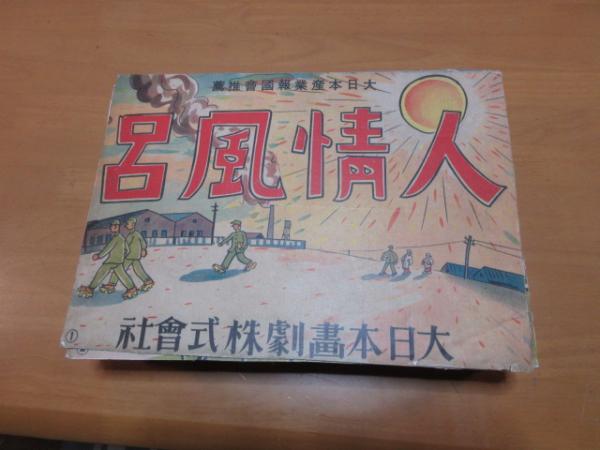 大日本産業報國會推薦
人情風呂
大日本畫劇株式會社
①